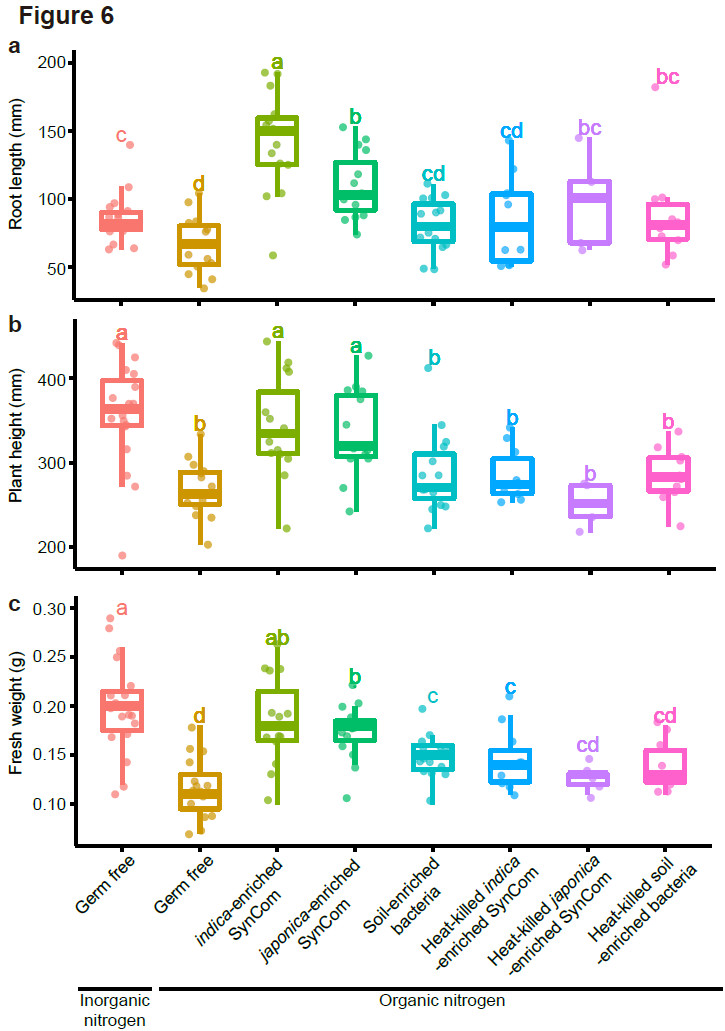 Figure 6
a
Root length (mm)
200
150
100
50
c
d
a
b
cd
cd
bc
bc
b
Plant height (mm)
400
300
200
a
b
a
a
b
b
b
b
c
Fresh weight (g)
0.30
0.25
0.20
0.15
0.10
a
d
ab
b
c
c
cd
cd
Germ free
Germ free
indica-enriched
SynCom
japonica-enriched
SynCom
Soil-enriched
bacteria
Heat-killed indica
-enriched SynCom
Heat-killed japonica
-enriched SynCom
Heat-killed soil
-enriched bacteria
Inorganic
nitrogen
Organic nitrogen